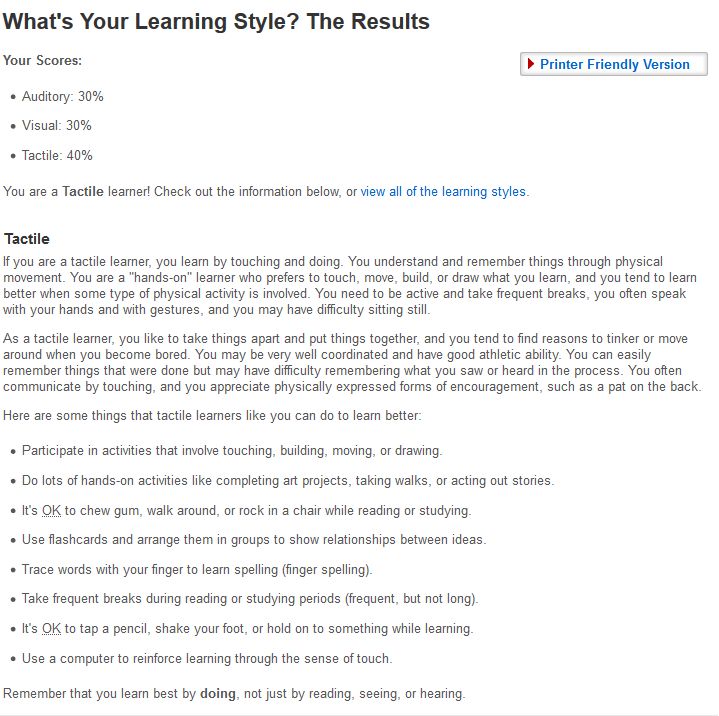 What's Your Learning Style? The Results
Your Scores:
Printer Friendly Version
Auditory: 30%
Visual: 30%
Tactile: 40%
You are a Tactile learner! Check out the information below, or view all of the learning styles.
Tactile
If you are a tactile learner, you learn by touching and doing. You understand and remember things through physical
movement. You are a "hands-on" learner who prefers to touch, move, build, or draw what you learn, and you tend to learn
better when some type of physical activity is involved. You need to be active and take frequent breaks, you often speak
with your hands and with gestures, and you may have difficulty sitting still.
As a tactile learner, you like to take things apart and put things together, and you tend to find reasons to tinker or move
around when you become bored. You may be very well coordinated and have good athletic ability. You can easily
remember things that were done but may have difficulty remembering what you saw or heard in the process. You often
communicate by touching, and you appreciate physically expressed forms of encouragement, such as a pat on the back.
Here are some things that tactile learners like you can do to learn better:
Participate in activities that involve touching, building, moving, or drawing.
Do lots of hands-on activities like completing art projects, taking walks, or acting out stories.
It's OK to chew gum, walk around, or rock in a chair while reading or studying.
Use flashcards and arrange them in groups to show relationships between ideas.
Trace words with your finger to learn spelling (finger spelling).
Take frequent breaks during reading or studying periods (frequent, but not long).
It's OK to tap a pencil, shake your foot, or hold on to something while learning.
Use a computer to reinforce learning through the sense of touch.
Remember that you learn best by doing, not just by reading, seeing, or hearing.